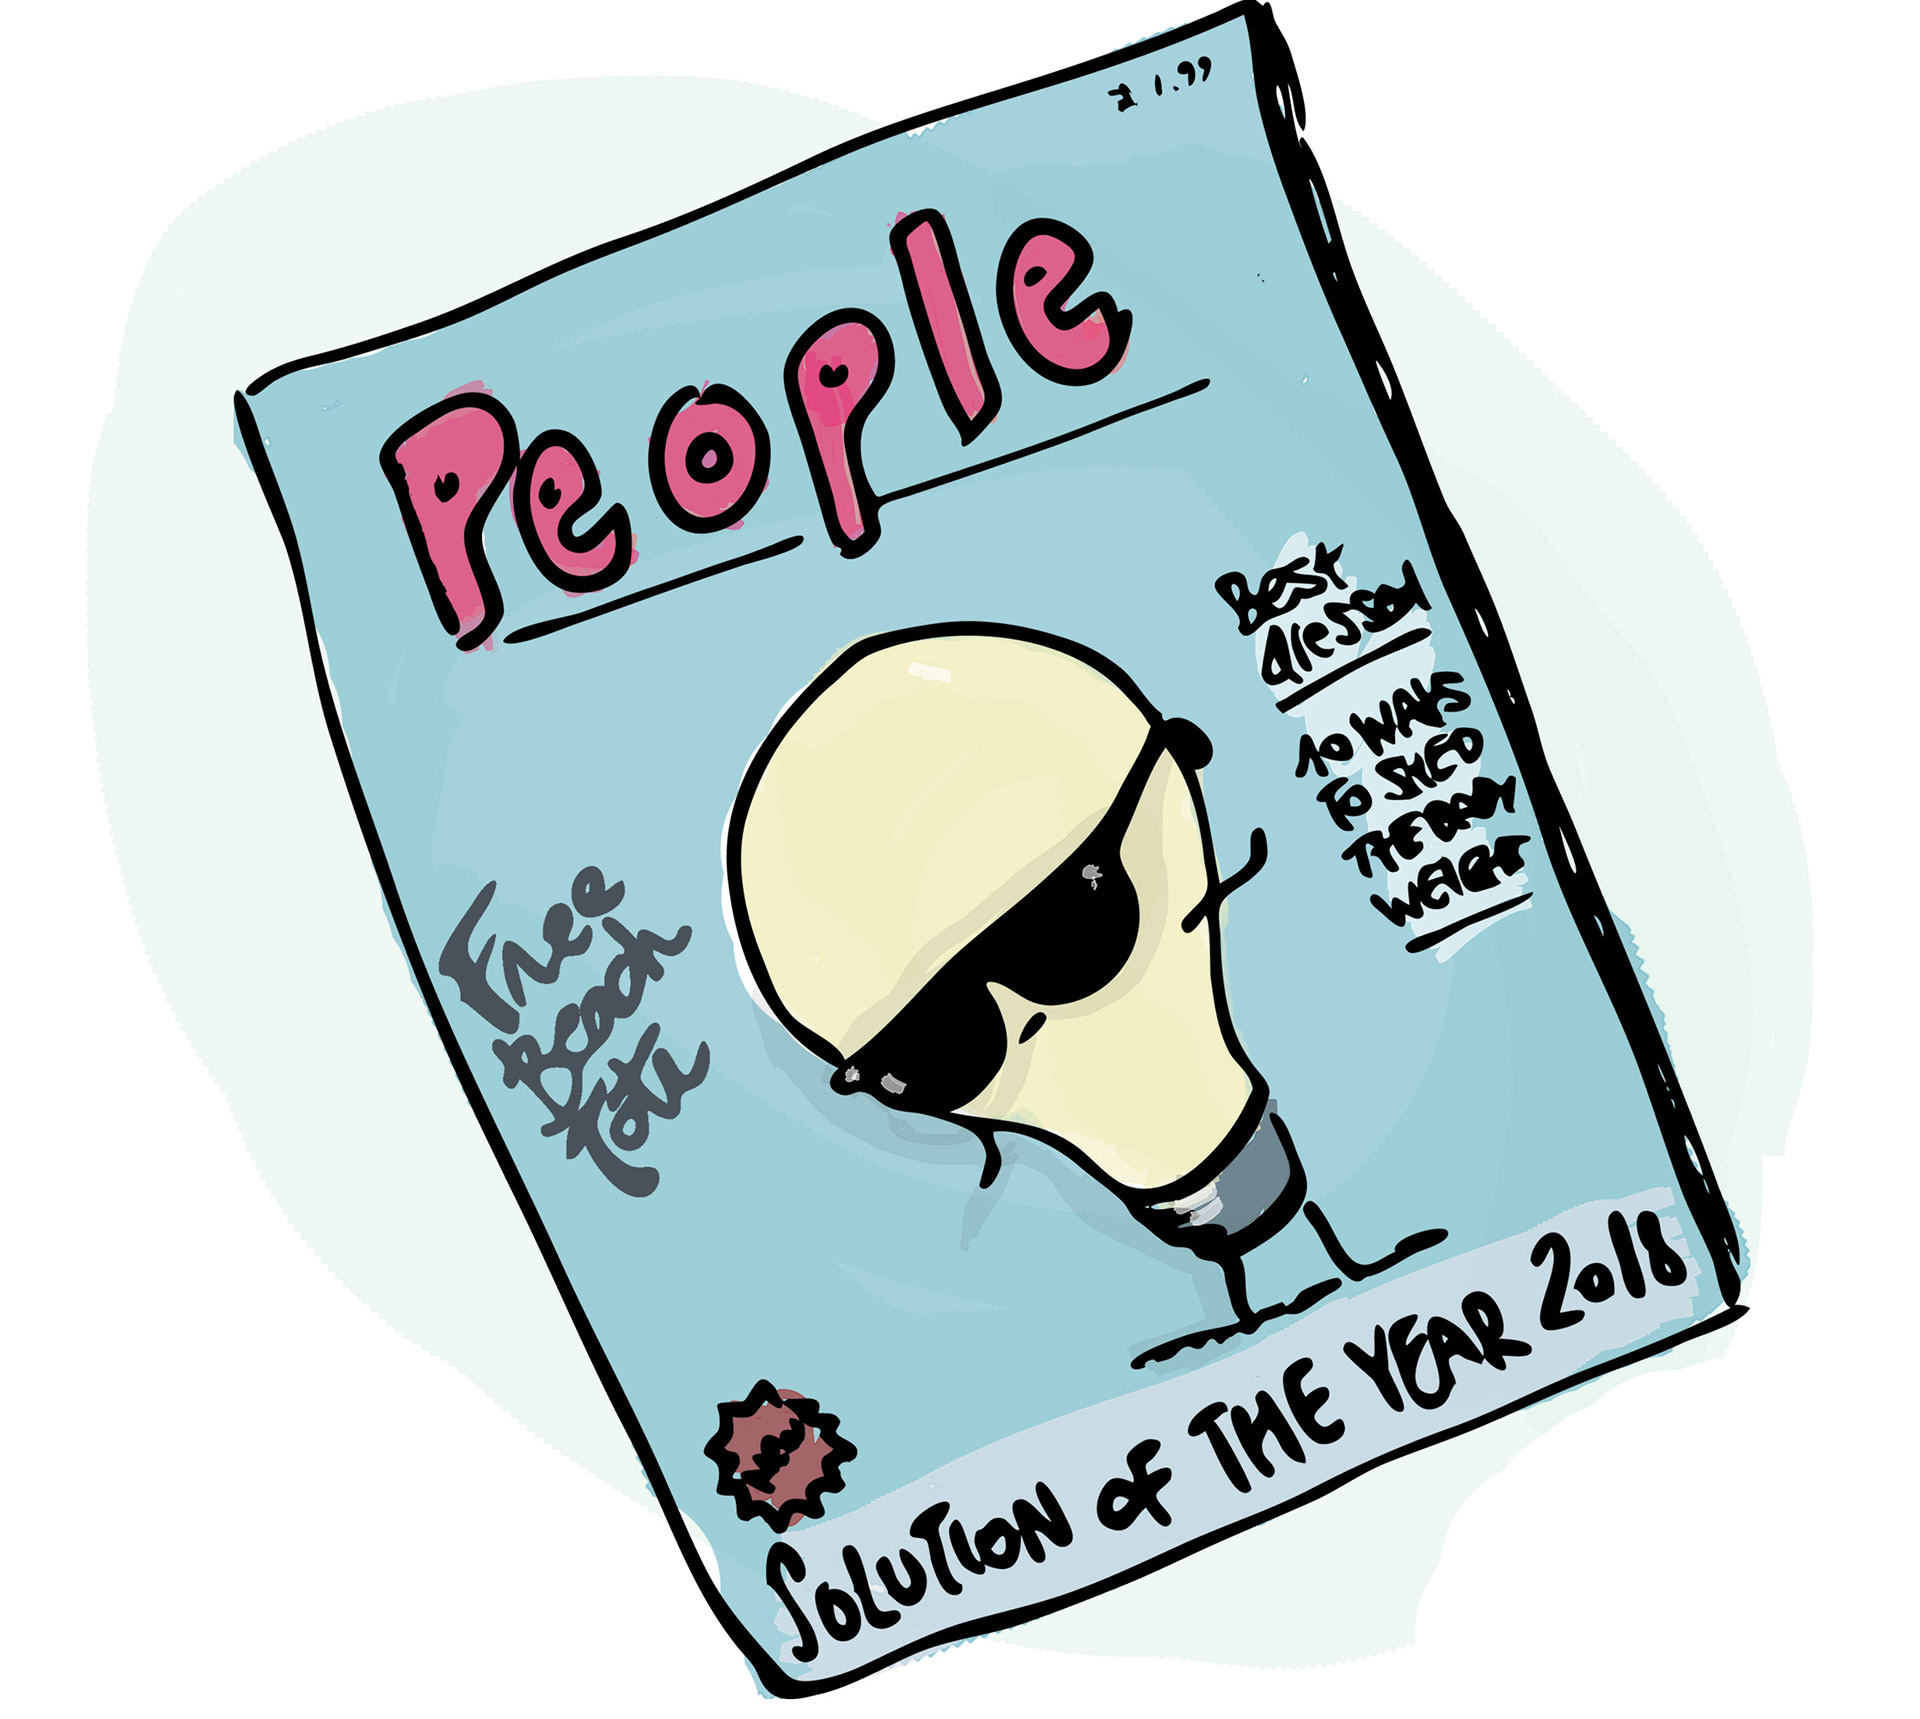 1.99
People
Best
dressed
10 WAYS
TO SHED
THE BABY
WEIGHT
Free
Beach
SOLUTION OF THE YEAR 2018